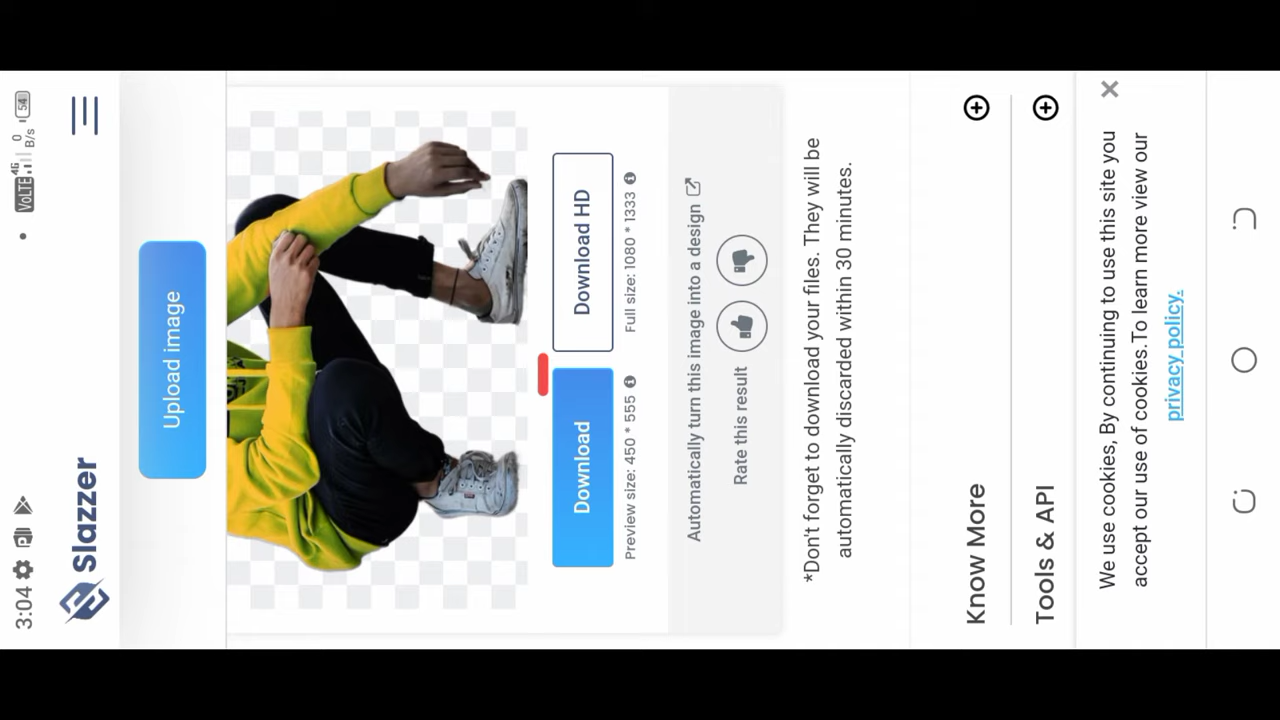 3:04
VoLTE 4G 0 B/s 54
Slazzer
Upload image
Download
Download HD
Preview size: 450 * 555
Full size: 1080 * 1333
Automatically turn this image into a design
Rate this result
*Don't forget to download your files. They will be
automatically discarded within 30 minutes.
Know More
Tools & API
We use cookies, By continuing to use this site you
accept our use of cookies.To learn more view our
privacy policy.